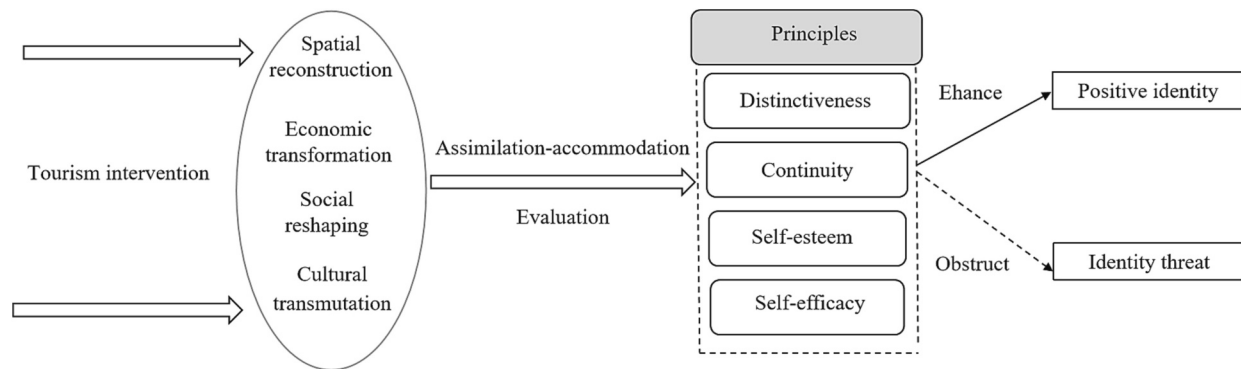 Tourism intervention
Spatial
reconstruction
Economic
transformation
Social
reshaping
Cultural
transmutation
Assimilation-accommodation
Evaluation
Principles
Distinctiveness
Continuity
Self-esteem
Self-efficacy
Ehance
Obstruct
Positive identity
Identity threat